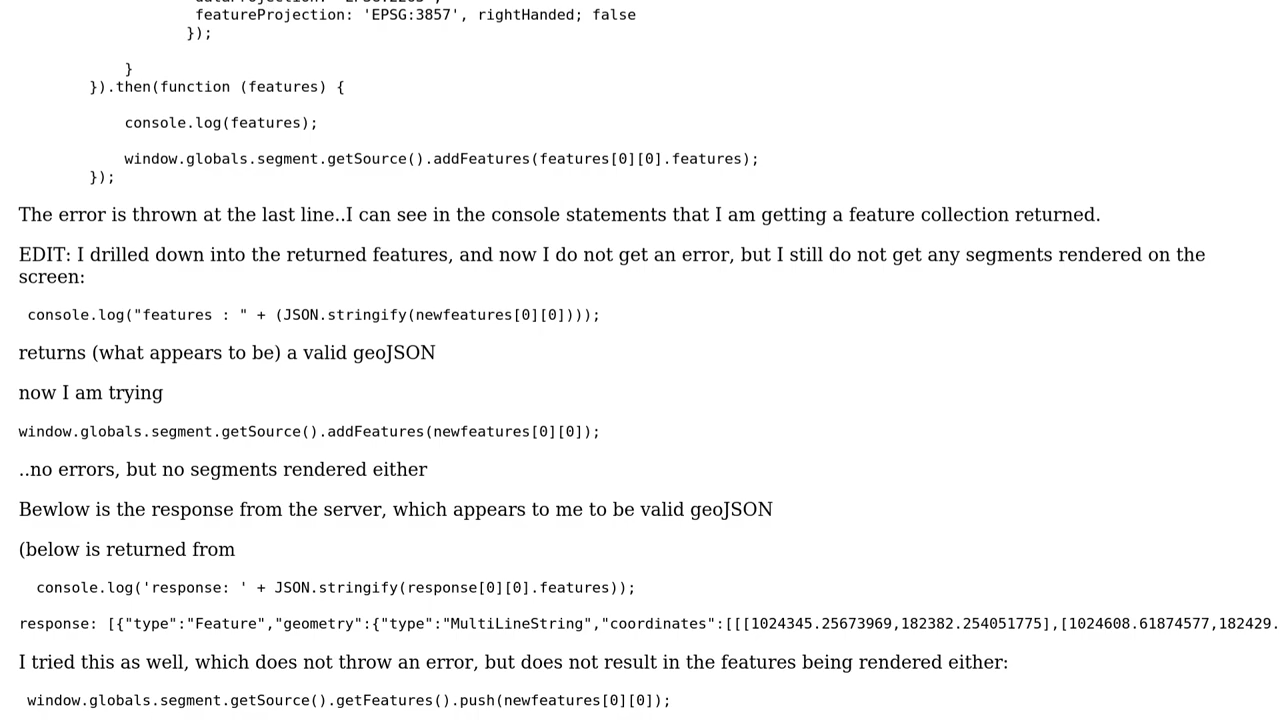 featureProjection: 'EPSG:3857', rightHanded; false
});
}
}).then(function (features) {
console.log(features);
window.globals.segment.getSource().addFeatures(features[0][0].features);
});
The error is thrown at the last line..I can see in the console statements that I am getting a feature collection returned.
EDIT: I drilled down into the returned features, and now I do not get an error, but I still do not get any segments rendered on the
screen:
console.log("features : " + (JSON.stringify(newfeatures[0][0])));
returns (what appears to be) a valid geoJSON
now I am trying
window.globals.segment.getSource().addFeatures(newfeatures[0][0]);
..no errors, but no segments rendered either
Bewlow is the response from the server, which appears to me to be valid geoJSON
(below is returned from
console.log('response: ' + JSON.stringify(response[0][0].features));
response: [{"type":"Feature","geometry":{"type":"MultiLineString","coordinates":[[[1024345.25673969,182382.254051775],[1024608.61874577,182429.
I tried this as well, which does not throw an error, but does not result in the features being rendered either:
window.globals.segment.getSource().getFeatures().push(newfeatures[0][0]);